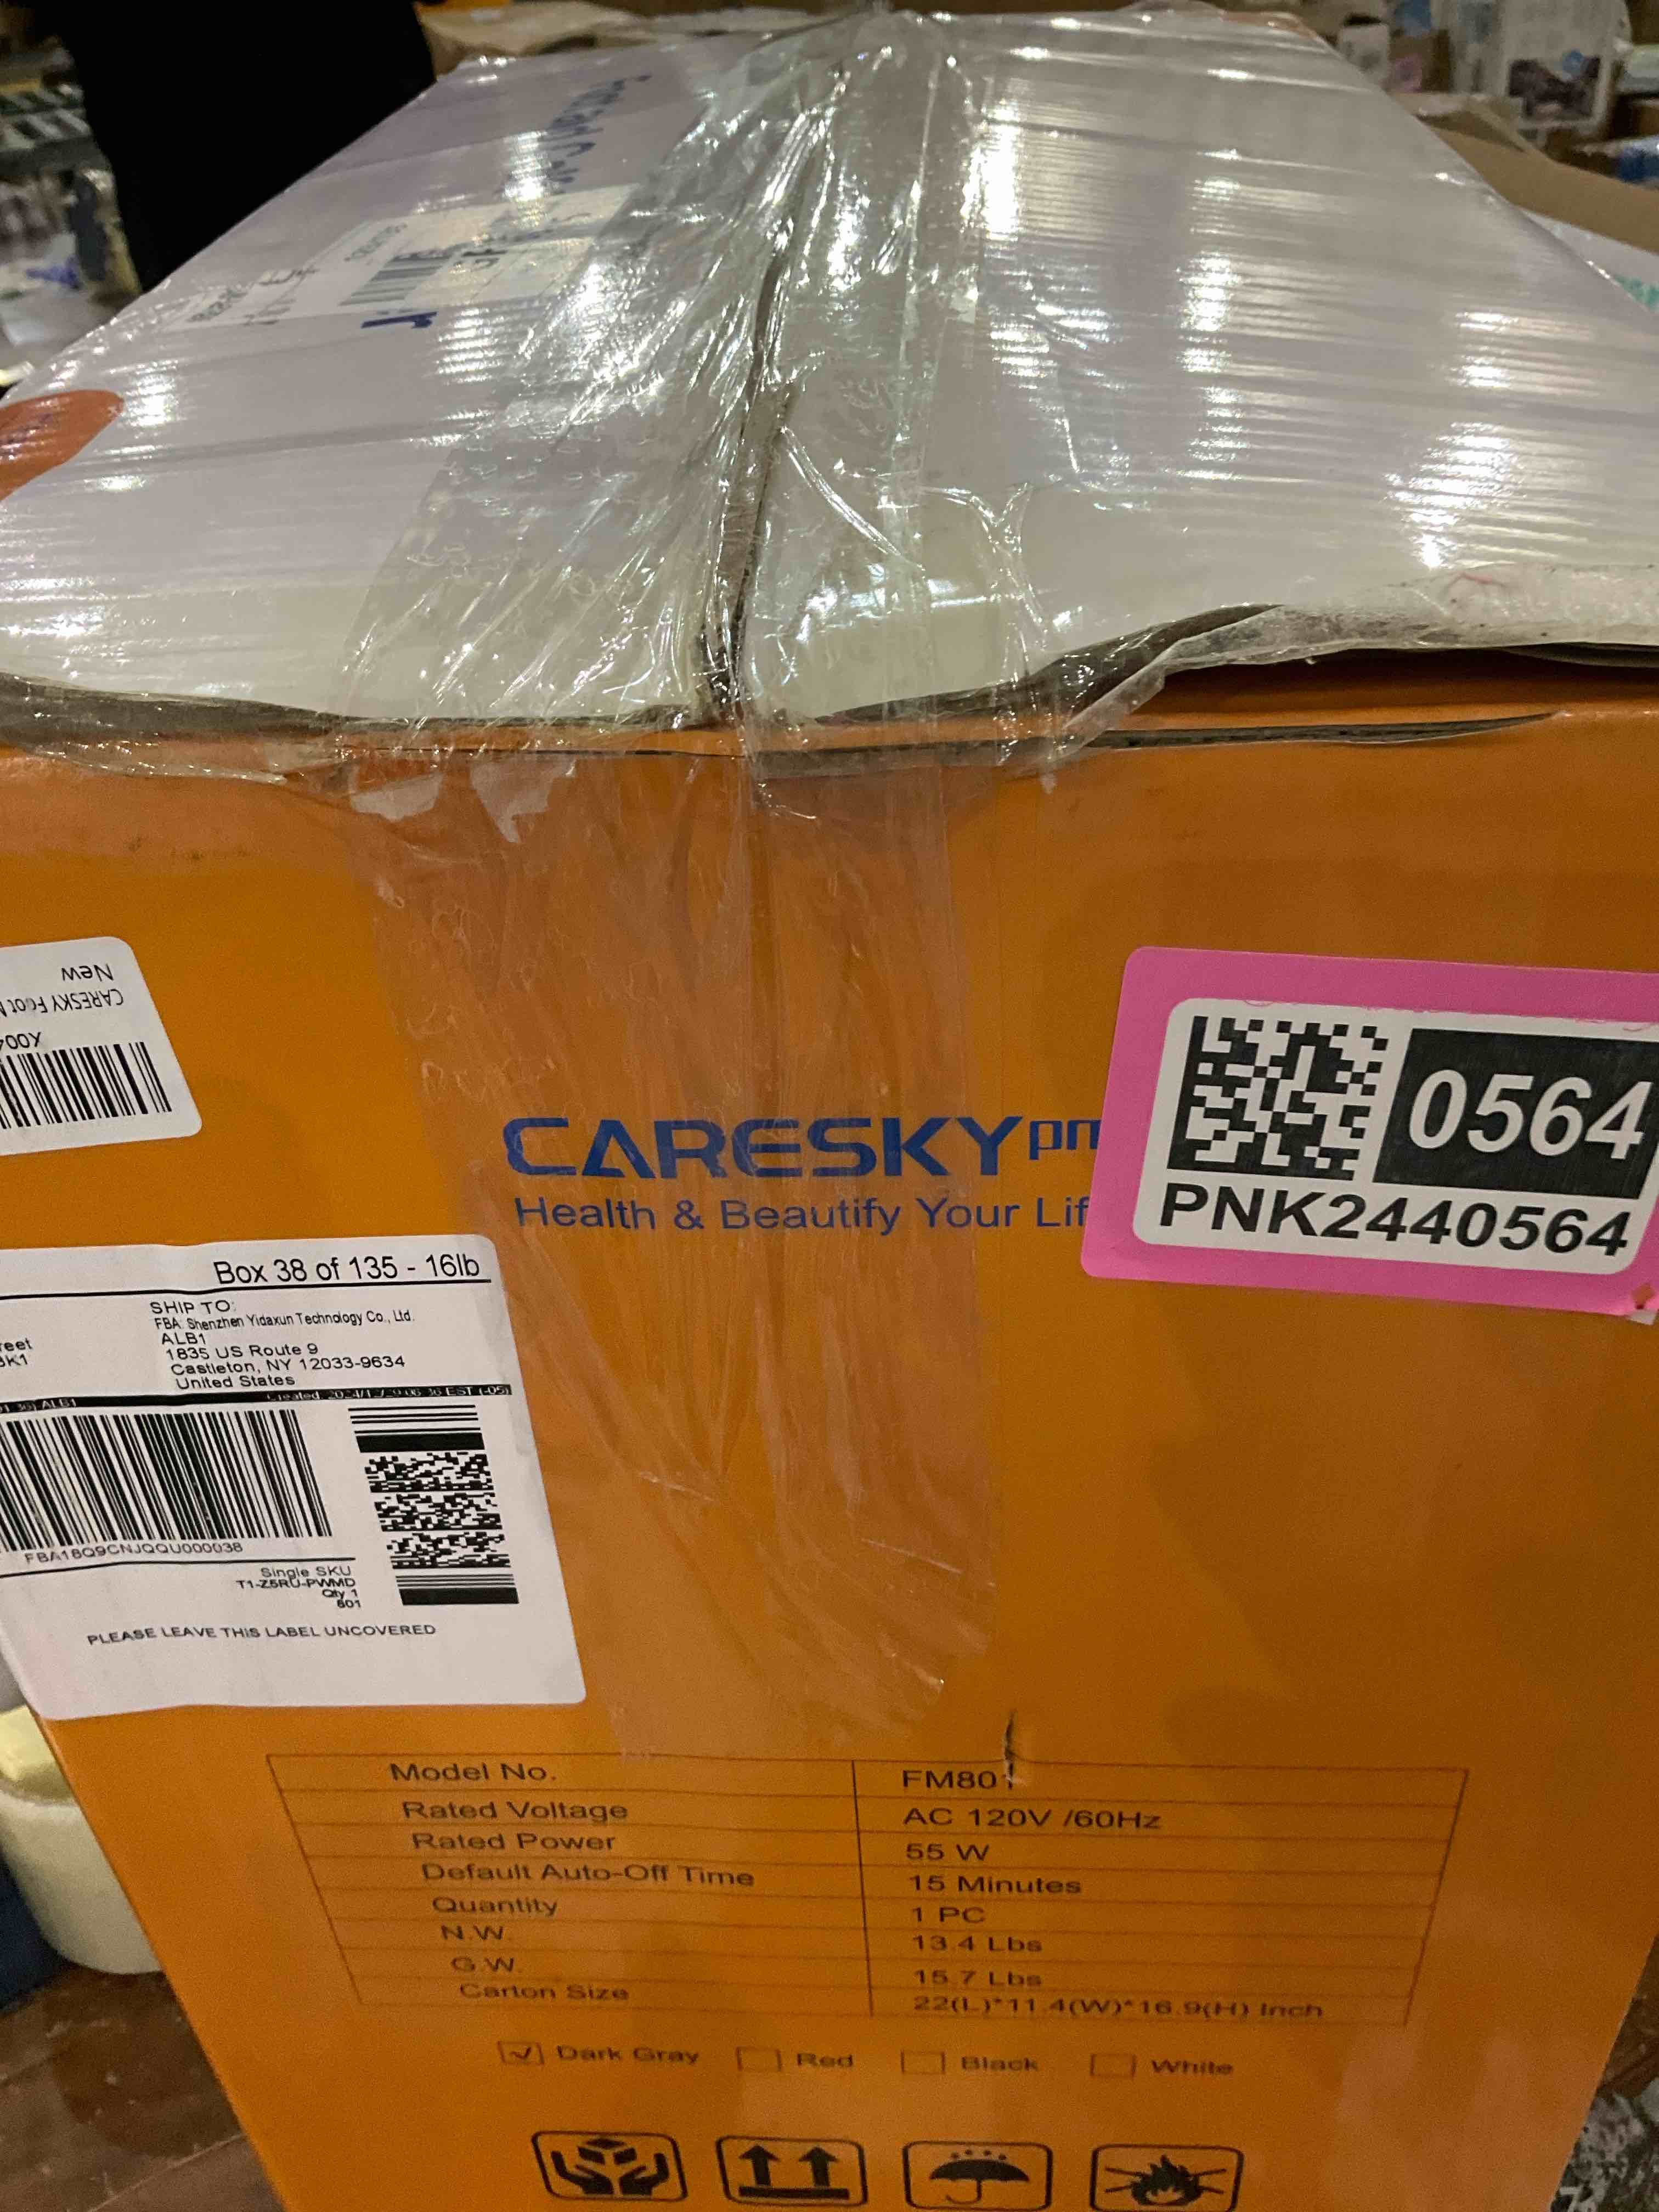 New
CARESKY Foot
X004
CARESKY
Health & Beautify Your Lif
0564
PNK2440564
Box 38 of 135 - 16lb
SHIP TO:
FBA: Shenzhen Yidaxun Technology Co., Ltd.
ALB1
1835 US Route 9
Castleton, NY 12033-9634
United States
FBA18Q9CNJQQU000038
Single SKU
T1-Z5RU-PWMD
Qty 1
801
PLEASE LEAVE THIS LABEL UNCOVERED
Model No. FM801
Rated Voltage AC 120V /60Hz
Rated Power 55 W
Default Auto-Off Time 15 Minutes
Quantity 1 PC
N.W. 13.4 Lbs
G.W. 15.7 Lbs
Carton Size 22(L)*11.4(W)*16.9(H) Inch
Dark Gray Red Black White